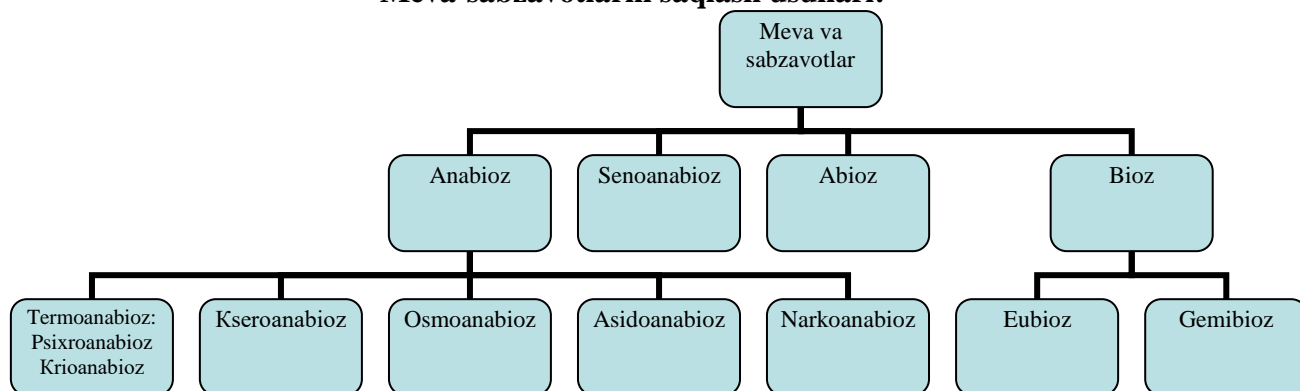 Meva-sabzavotlarni saqlash usullari.
Meva va
sabzavotlar
Anabioz
Senoanabioz
Abioz
Bioz
Termoanabioz:
Psixroanabioz
Krioanabioz
Kseroanabioz
Osmoanabioz
Asidoanabioz
Narkoanabioz
Eubioz
Gemibioz